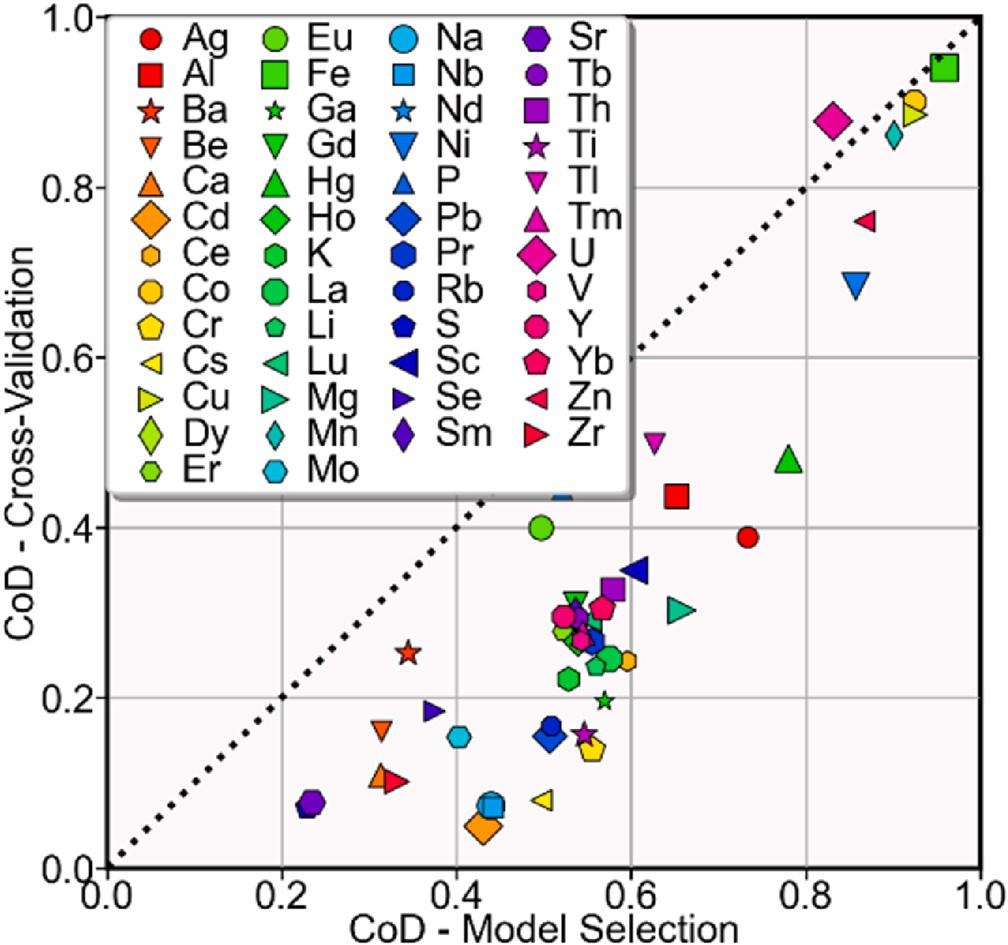 1.0
Ag Eu Na Sr
Al Fe Nb Tb
Ba Ga Nd Th
Be Gd Ni Ti
Ca Hg P Tl
Cd Ho Pb Tm
Ce K Pr U
Co La Rb V
Cr Li S Y
Cs Lu Sc Yb
Cu Mg Se Zn
Dy Mn Sm Zr
Er Mo
0.8
0.6
0.4
0.2
0.0
CoD - Cross-Validation
0.0 0.2 0.4 0.6 0.8 1.0
CoD - Model Selection